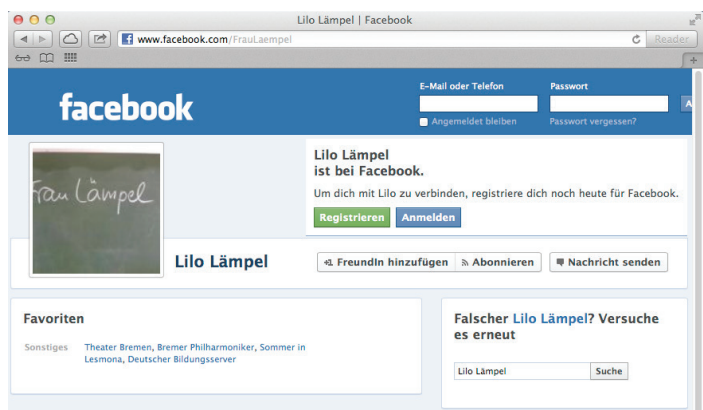 Lilo Lämpel | Facebook
www.facebook.com/FrauLaempel
Reader
E-Mail oder Telefon
Passwort
facebook
Angemeldet bleiben
Passwort vergessen?
Frau Lämpel
Lilo Lämpel
ist bei Facebook.
Um dich mit Lilo zu verbinden, registriere dich noch heute für Facebook.
Registrieren Anmelden
Lilo Lämpel
FreundIn hinzufügen Abonnieren Nachricht senden
Favoriten
Sonstiges Theater Bremen, Bremer Philharmoniker, Sommer in
Lesmona, Deutscher Bildungsserver
Falscher Lilo Lämpel? Versuche
es erneut
Lilo Lämpel Suche